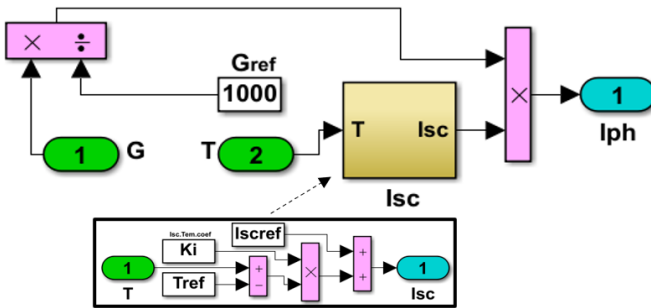 × ÷
Gref
1000
1 G
T 2
T Isc
Isc
×
1
Iph
Isc.Tem.coef
Ki
Iscref
1
T
Tref
+
−
×
+
+
1
Isc